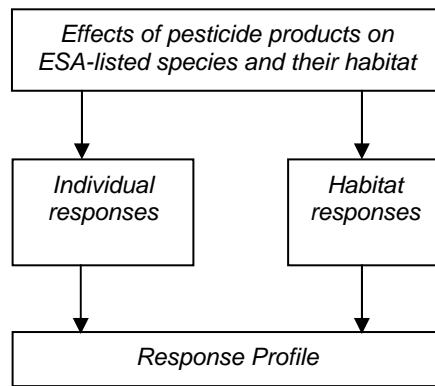 Effects of pesticide products on
ESA-listed species and their habitat
Individual
responses
Habitat
responses
Response Profile